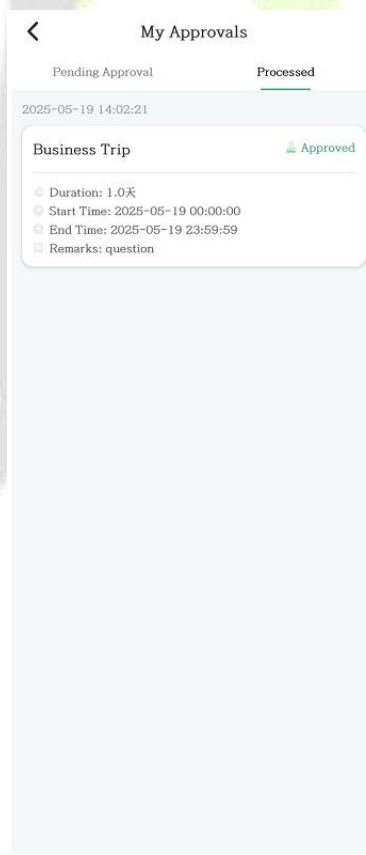 My Approvals
Pending Approval Processed
2025-05-19 14:02:21
Business Trip Approved
Duration: 1.0天
Start Time: 2025-05-19 00:00:00
End Time: 2025-05-19 23:59:59
Remarks: question